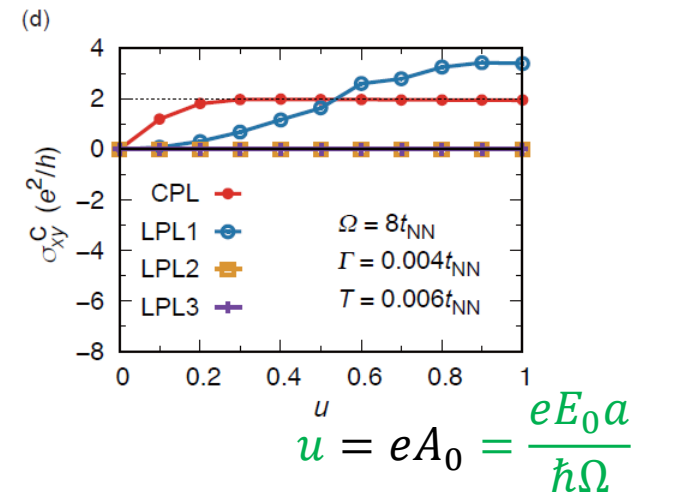 (d)
4
2
0
−2
−4
−6
−8
σ^C_xy (e²/h)
CPL
LPL1
LPL2
LPL3
Ω = 8t_NN
Γ = 0.004t_NN
T = 0.006t_NN
0 0.2 0.4 0.6 0.8 1
u
u = eA₀ = eE₀a / ℏΩ